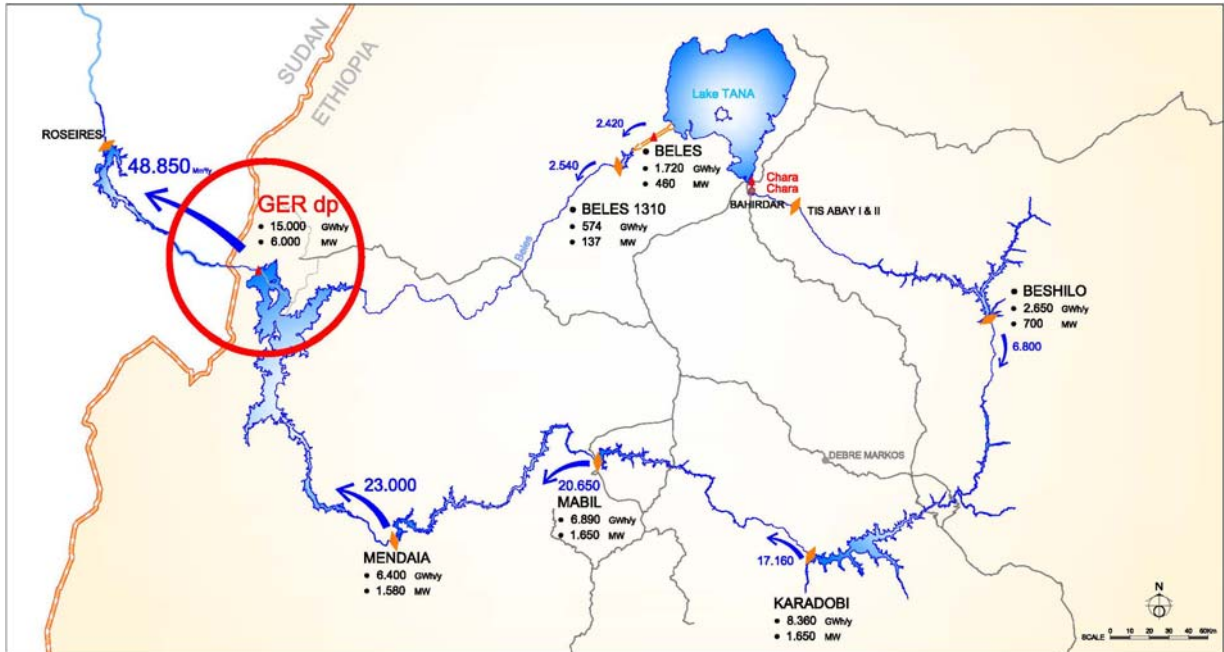 SUDAN
ETHIOPIA
Lake TANA
ROSEIRES
2.420
48.850 Mm³/y
BELES
1.720 GWh/y
460 MW
2.540
Chara
Chara
BAHIRDAR
TIS ABAY I & II
GER dp
15.000 GWh/y
6.000 MW
BELES 1310
574 GWh/y
137 MW
Beles
BESHILO
2.650 GWh/y
700 MW
6.800
DEBRE MARKOS
23.000
20.650
MABIL
6.890 GWh/y
1.650 MW
MENDAIA
6.400 GWh/y
1.580 MW
17.160
KARADOBI
8.360 GWh/y
1.650 MW
N
SCALE 0 10 20 30 40 50Km